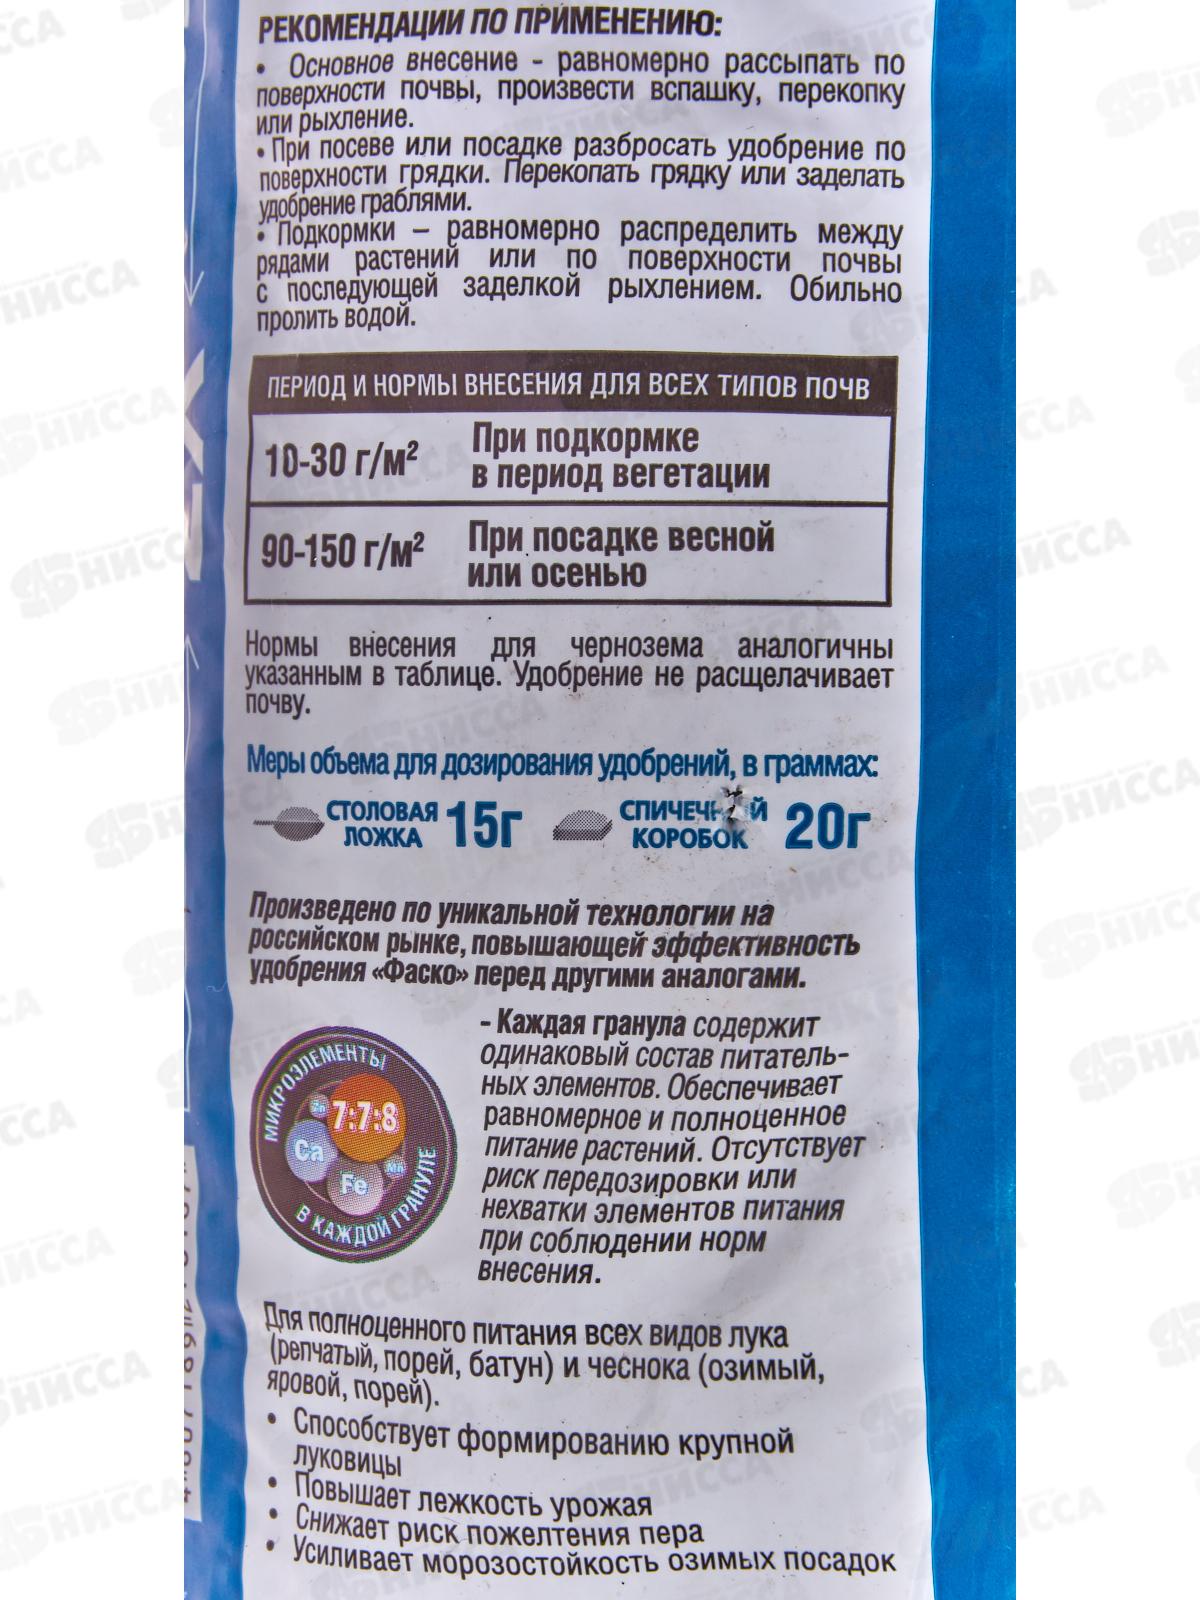 РЕКОМЕНДАЦИИ ПО ПРИМЕНЕНИЮ:
• Основное внесение - равномерно рассыпать по
поверхности почвы, произвести вспашку, перекопку
или рыхление.
• При посеве или посадке разбросать удобрение по
поверхности грядки. Перекопать грядку или заделать
удобрение граблями.
• Подкормки – равномерно распределить между
рядами растений или по поверхности почвы
с последующей заделкой рыхлением. Обильно
пролить водой.
ПЕРИОД И НОРМЫ ВНЕСЕНИЯ ДЛЯ ВСЕХ ТИПОВ ПОЧВ
10-30 г/м² При подкормке
в период вегетации
90-150 г/м² При посадке весной
или осенью
Нормы внесения для чернозема аналогичны
указанным в таблице. Удобрение не расщелачивает
почву.
Меры объема для дозирования удобрений, в граммах:
СТОЛОВАЯ
ЛОЖКА 15г
КОРОБОК 20г
Произведено по уникальной технологии на
российском рынке, повышающей эффективность
удобрения «Фаско» перед другими аналогами.
МИКРОЭЛЕМЕНТЫ
Zn 7:7:8
Ca
Mn
Fe
В КАЖДОЙ ГРАНУЛЕ
- Каждая гранула содержит
одинаковый состав питатель-
ных элементов. Обеспечивает
равномерное и полноценное
питание растений. Отсутствует
риск передозировки или
нехватки элементов питания
при соблюдении норм
внесения.
Для полноценного питания всех видов лука
(репчатый, порей, батун) и чеснока (озимый,
яровой, порей).
• Способствует формированию крупной
луковицы
• Повышает лежкость урожая
• Снижает риск пожелтения пера
• Усиливает морозостойкость озимых посадок
НИССА